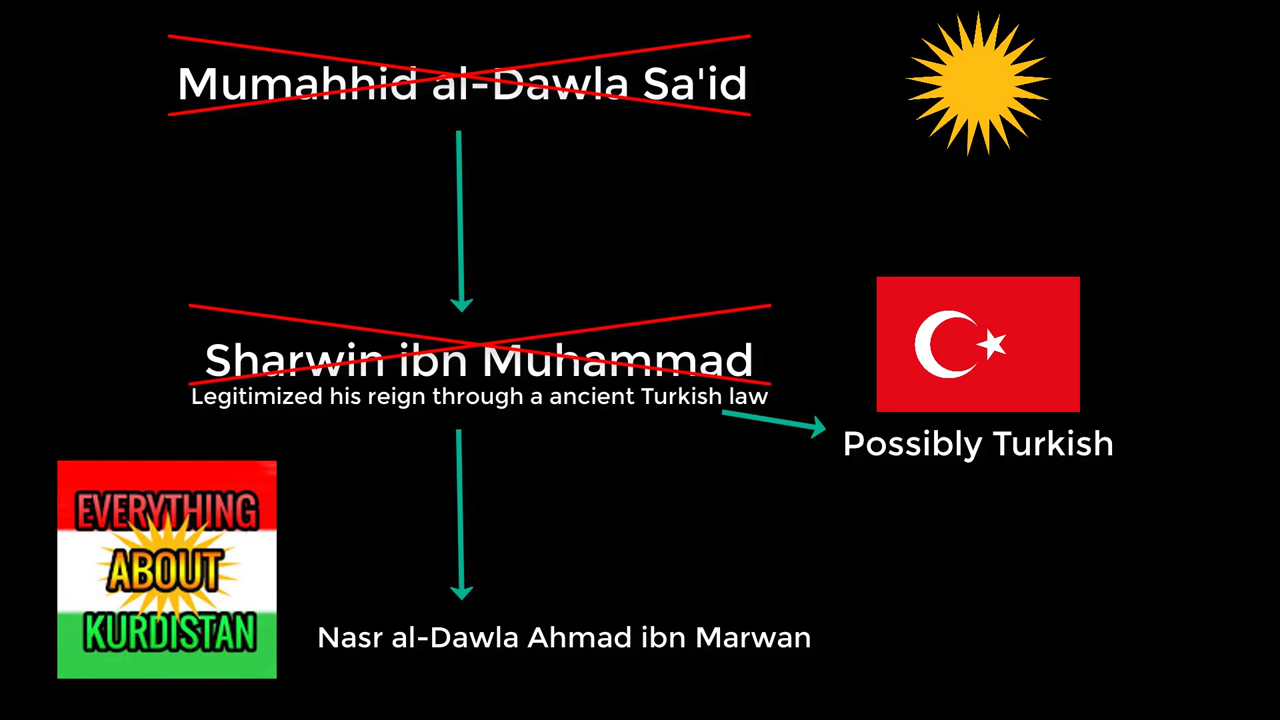 Mumahhid al-Dawla Sa'id
Sharwin ibn Muhammad
Legitimized his reign through a ancient Turkish law
Possibly Turkish
EVERYTHING
ABOUT
KURDISTAN
Nasr al-Dawla Ahmad ibn Marwan